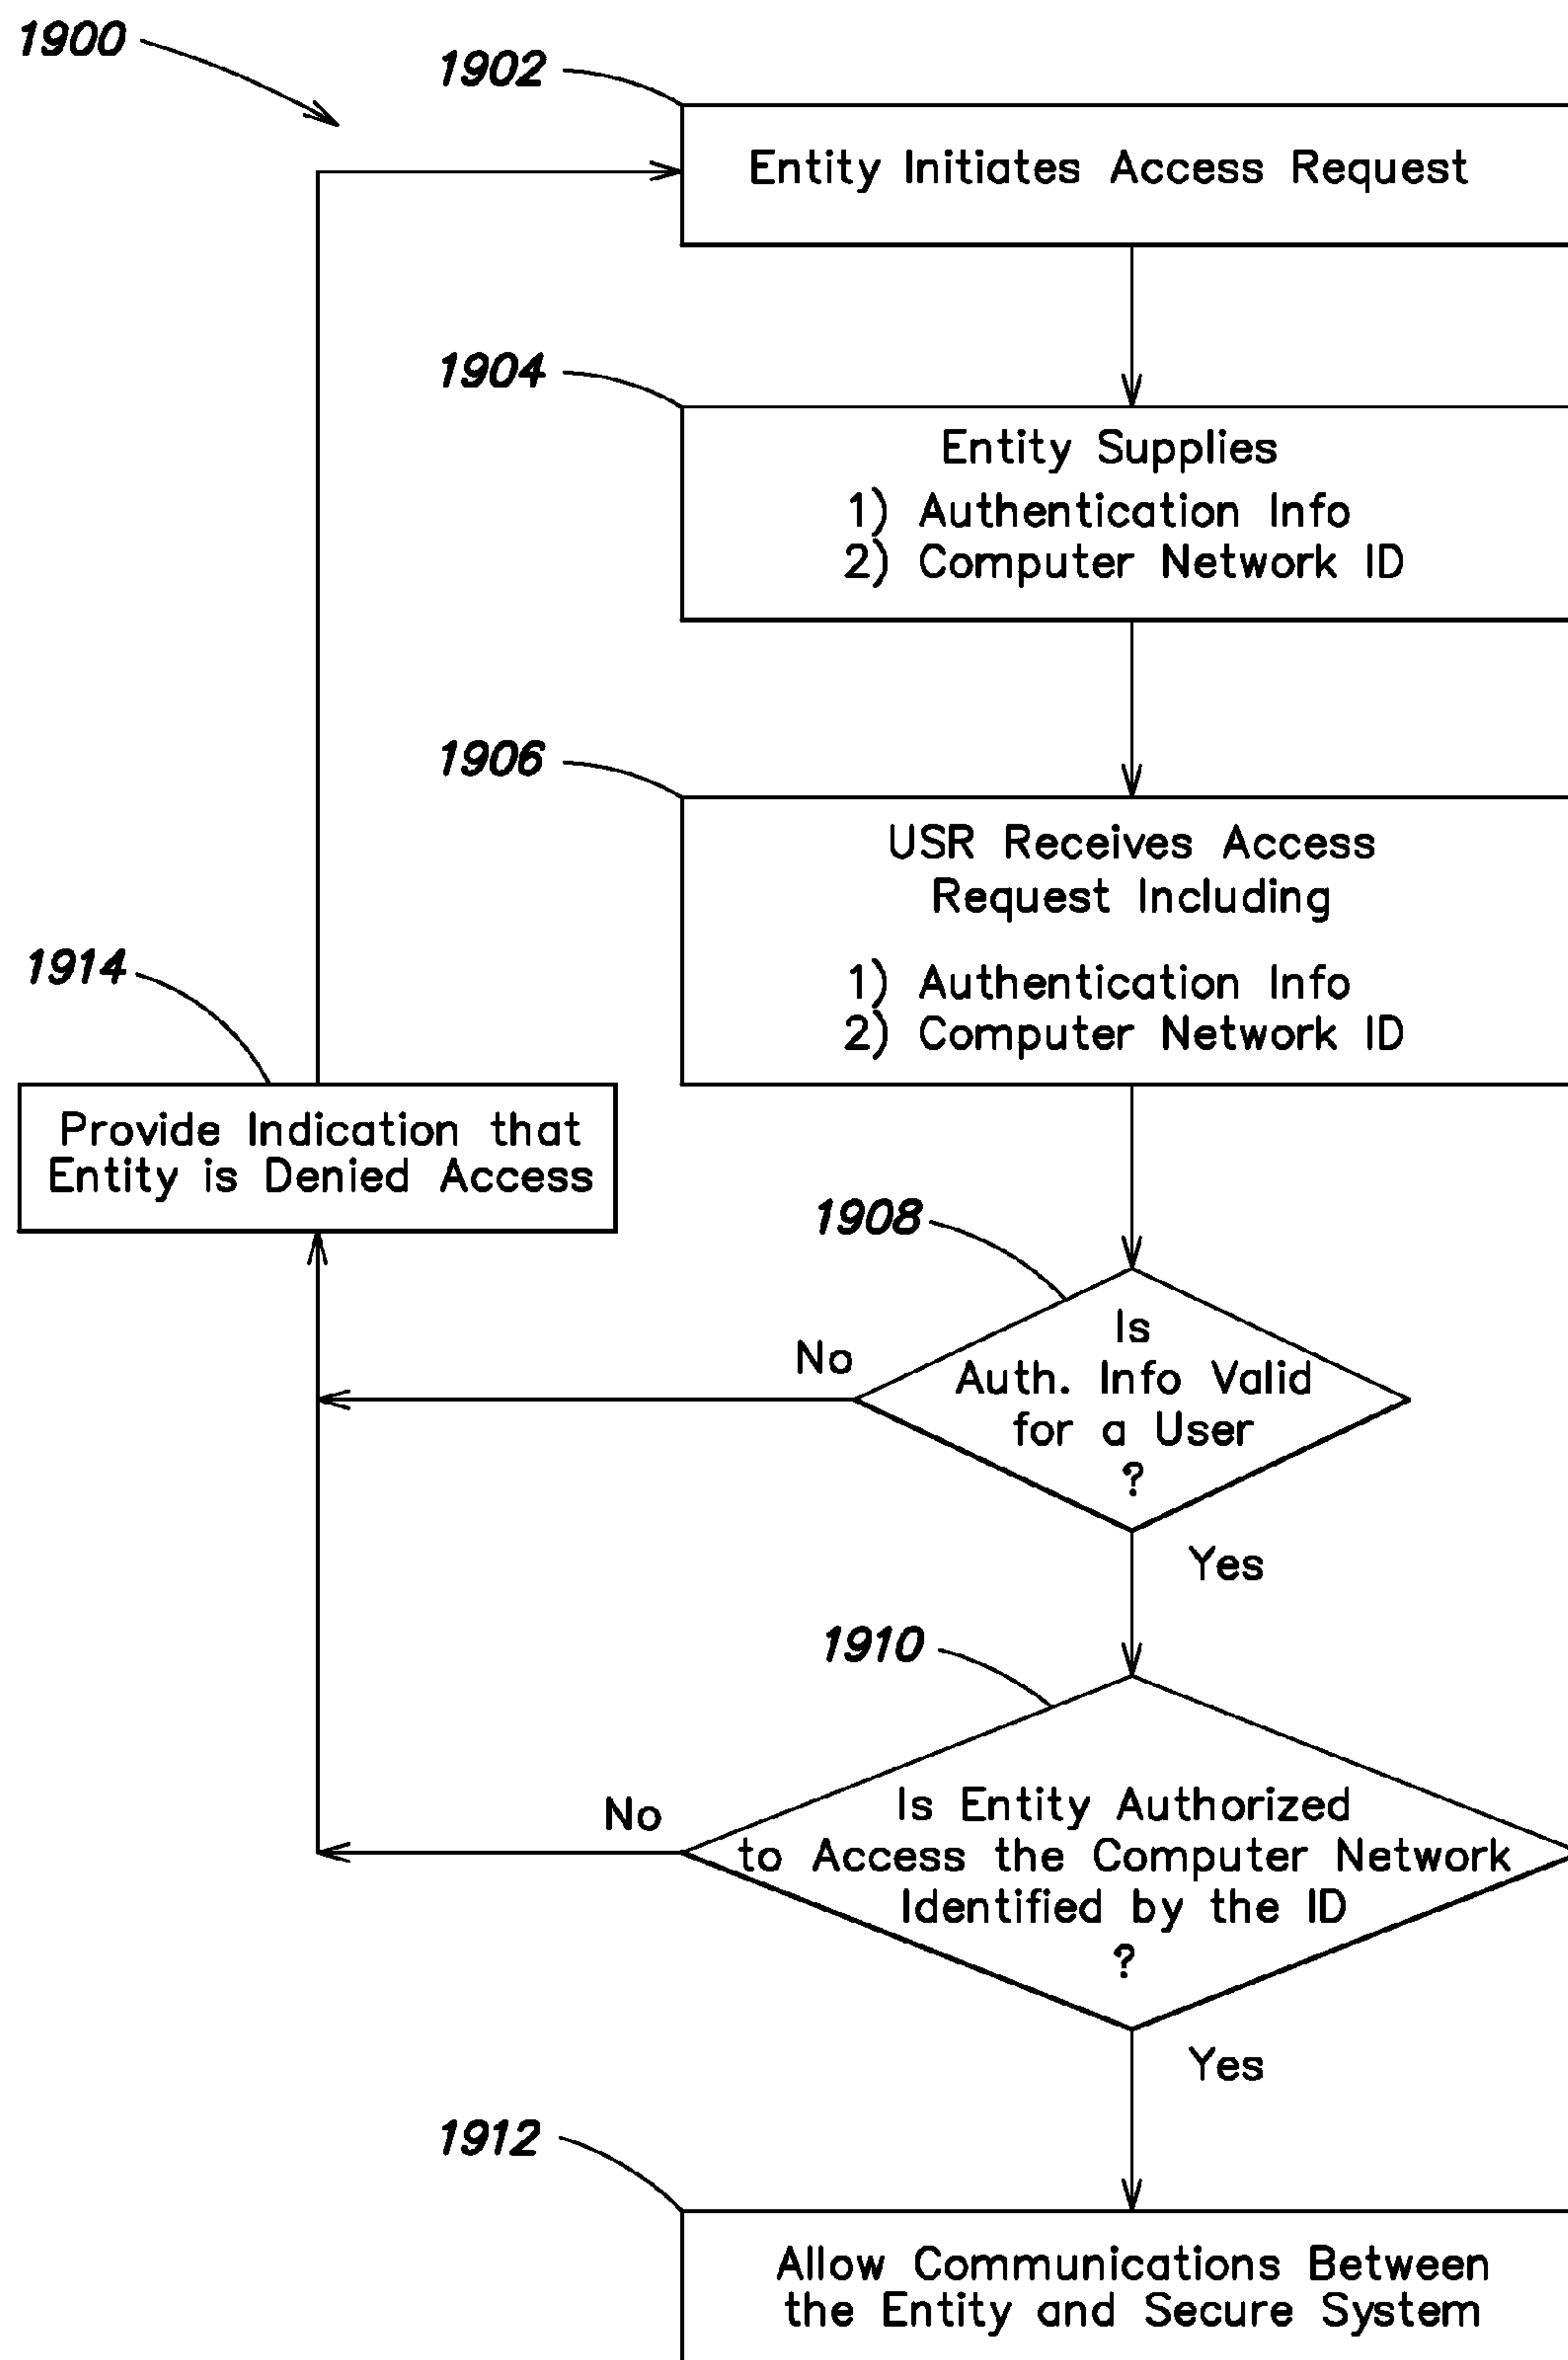 1900
1902
Entity Initiates Access Request
1904
Entity Supplies
1) Authentication Info
2) Computer Network ID
1906
USR Receives Access
Request Including
1) Authentication Info
2) Computer Network ID
1914
Provide Indication that
Entity is Denied Access
1908
Is
Auth. Info Valid
for a User
?
No
Yes
1910
Is Entity Authorized
to Access the Computer Network
Identified by the ID
?
No
Yes
1912
Allow Communications Between
the Entity and Secure System